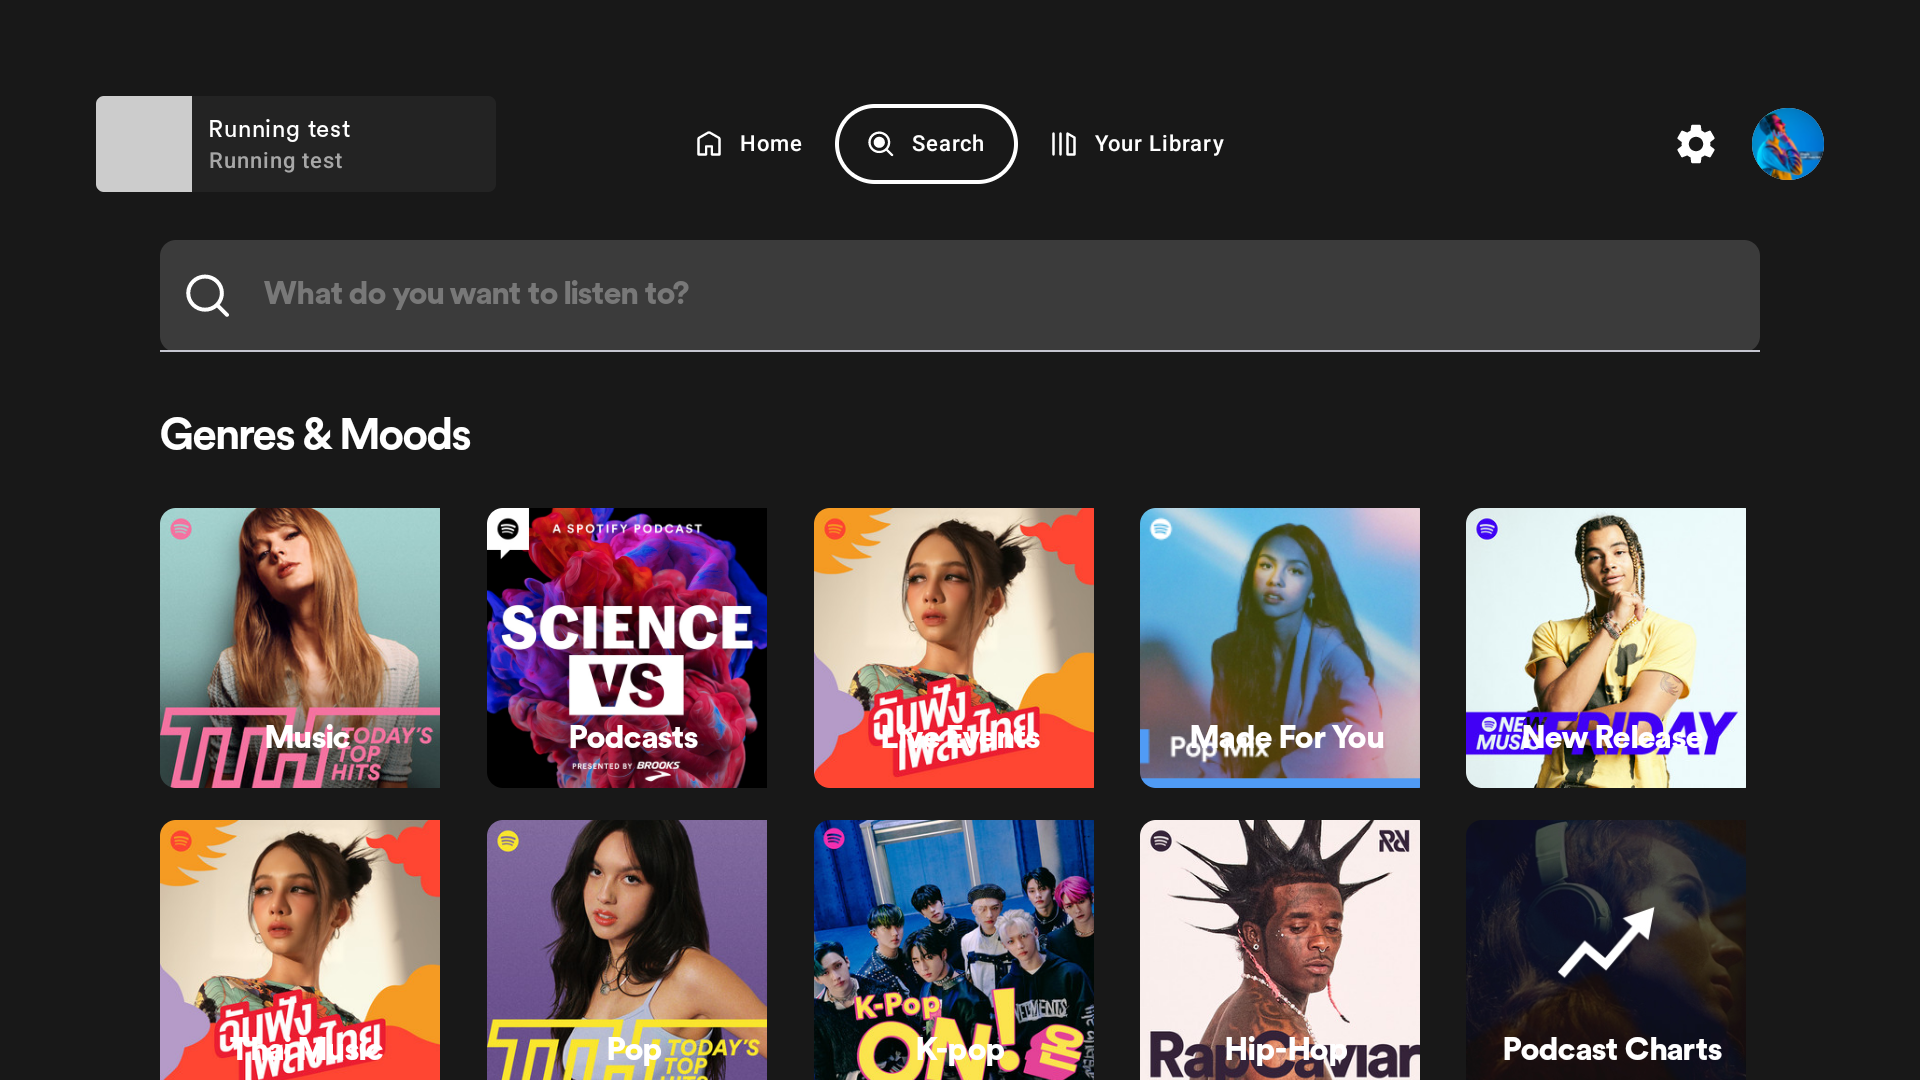 Running test
Running test
Home
Search
Your Library
What do you want to listen to?
Genres & Moods
TTH
TODAY'S
TOP
HITS
Music
A SPOTIFY PODCAST
SCIENCE
VS
Podcasts
PRESENTED BY BROOKS
ฉันฟัง
เพลงไทย
Live Events
Pop Mix
Made For You
NEW
MUSIC
FRIDAY
New Release
ฉันฟัง
เพลงไทย
Thai Music
TTH
TODAY'S
TOP
HITS
Pop
K-Pop
ON!
K-pop
RapCaviar
Hip-Hop
Podcast Charts